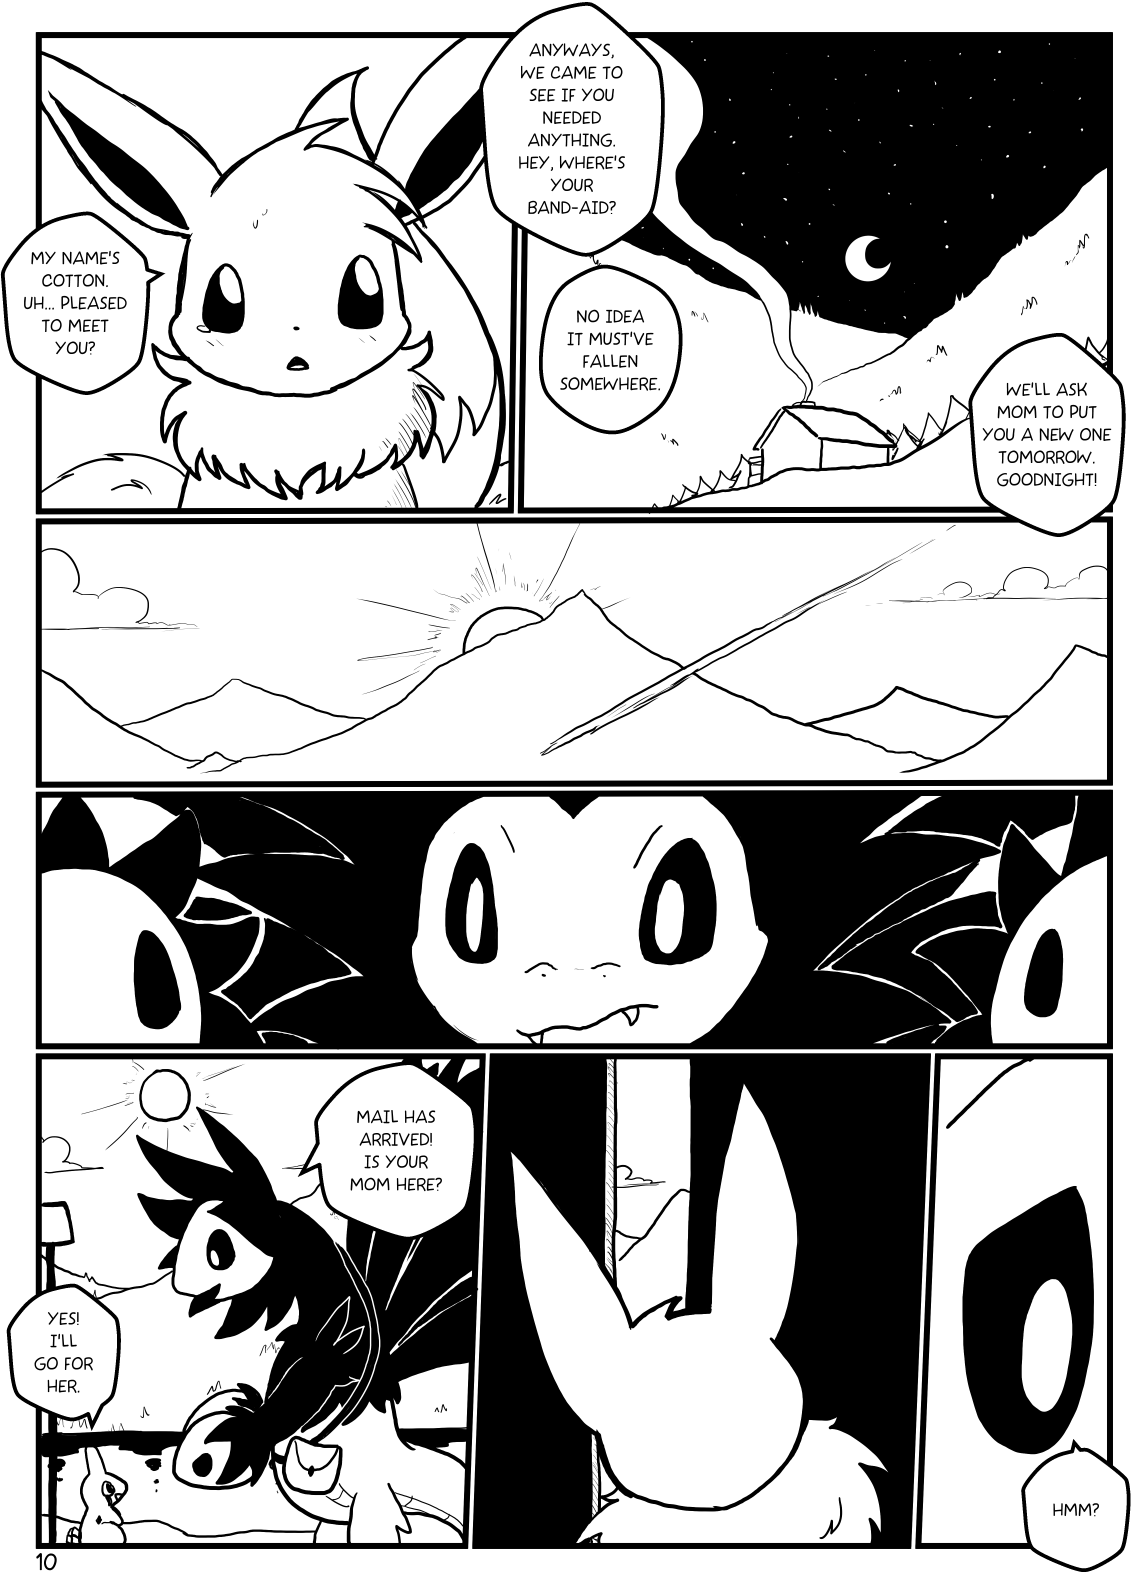 MY NAME'S
COTTON.
UH... PLEASED
TO MEET
YOU?
ANYWAYS,
WE CAME TO
SEE IF YOU
NEEDED
ANYTHING.
HEY, WHERE'S
YOUR
BAND-AID?
NO IDEA
IT MUST'VE
FALLEN
SOMEWHERE.
WE'LL ASK
MOM TO PUT
YOU A NEW ONE
TOMORROW.
GOODNIGHT!
MAIL HAS
ARRIVED!
IS YOUR
MOM HERE?
YES!
I'LL
GO FOR
HER.
HMM?
10